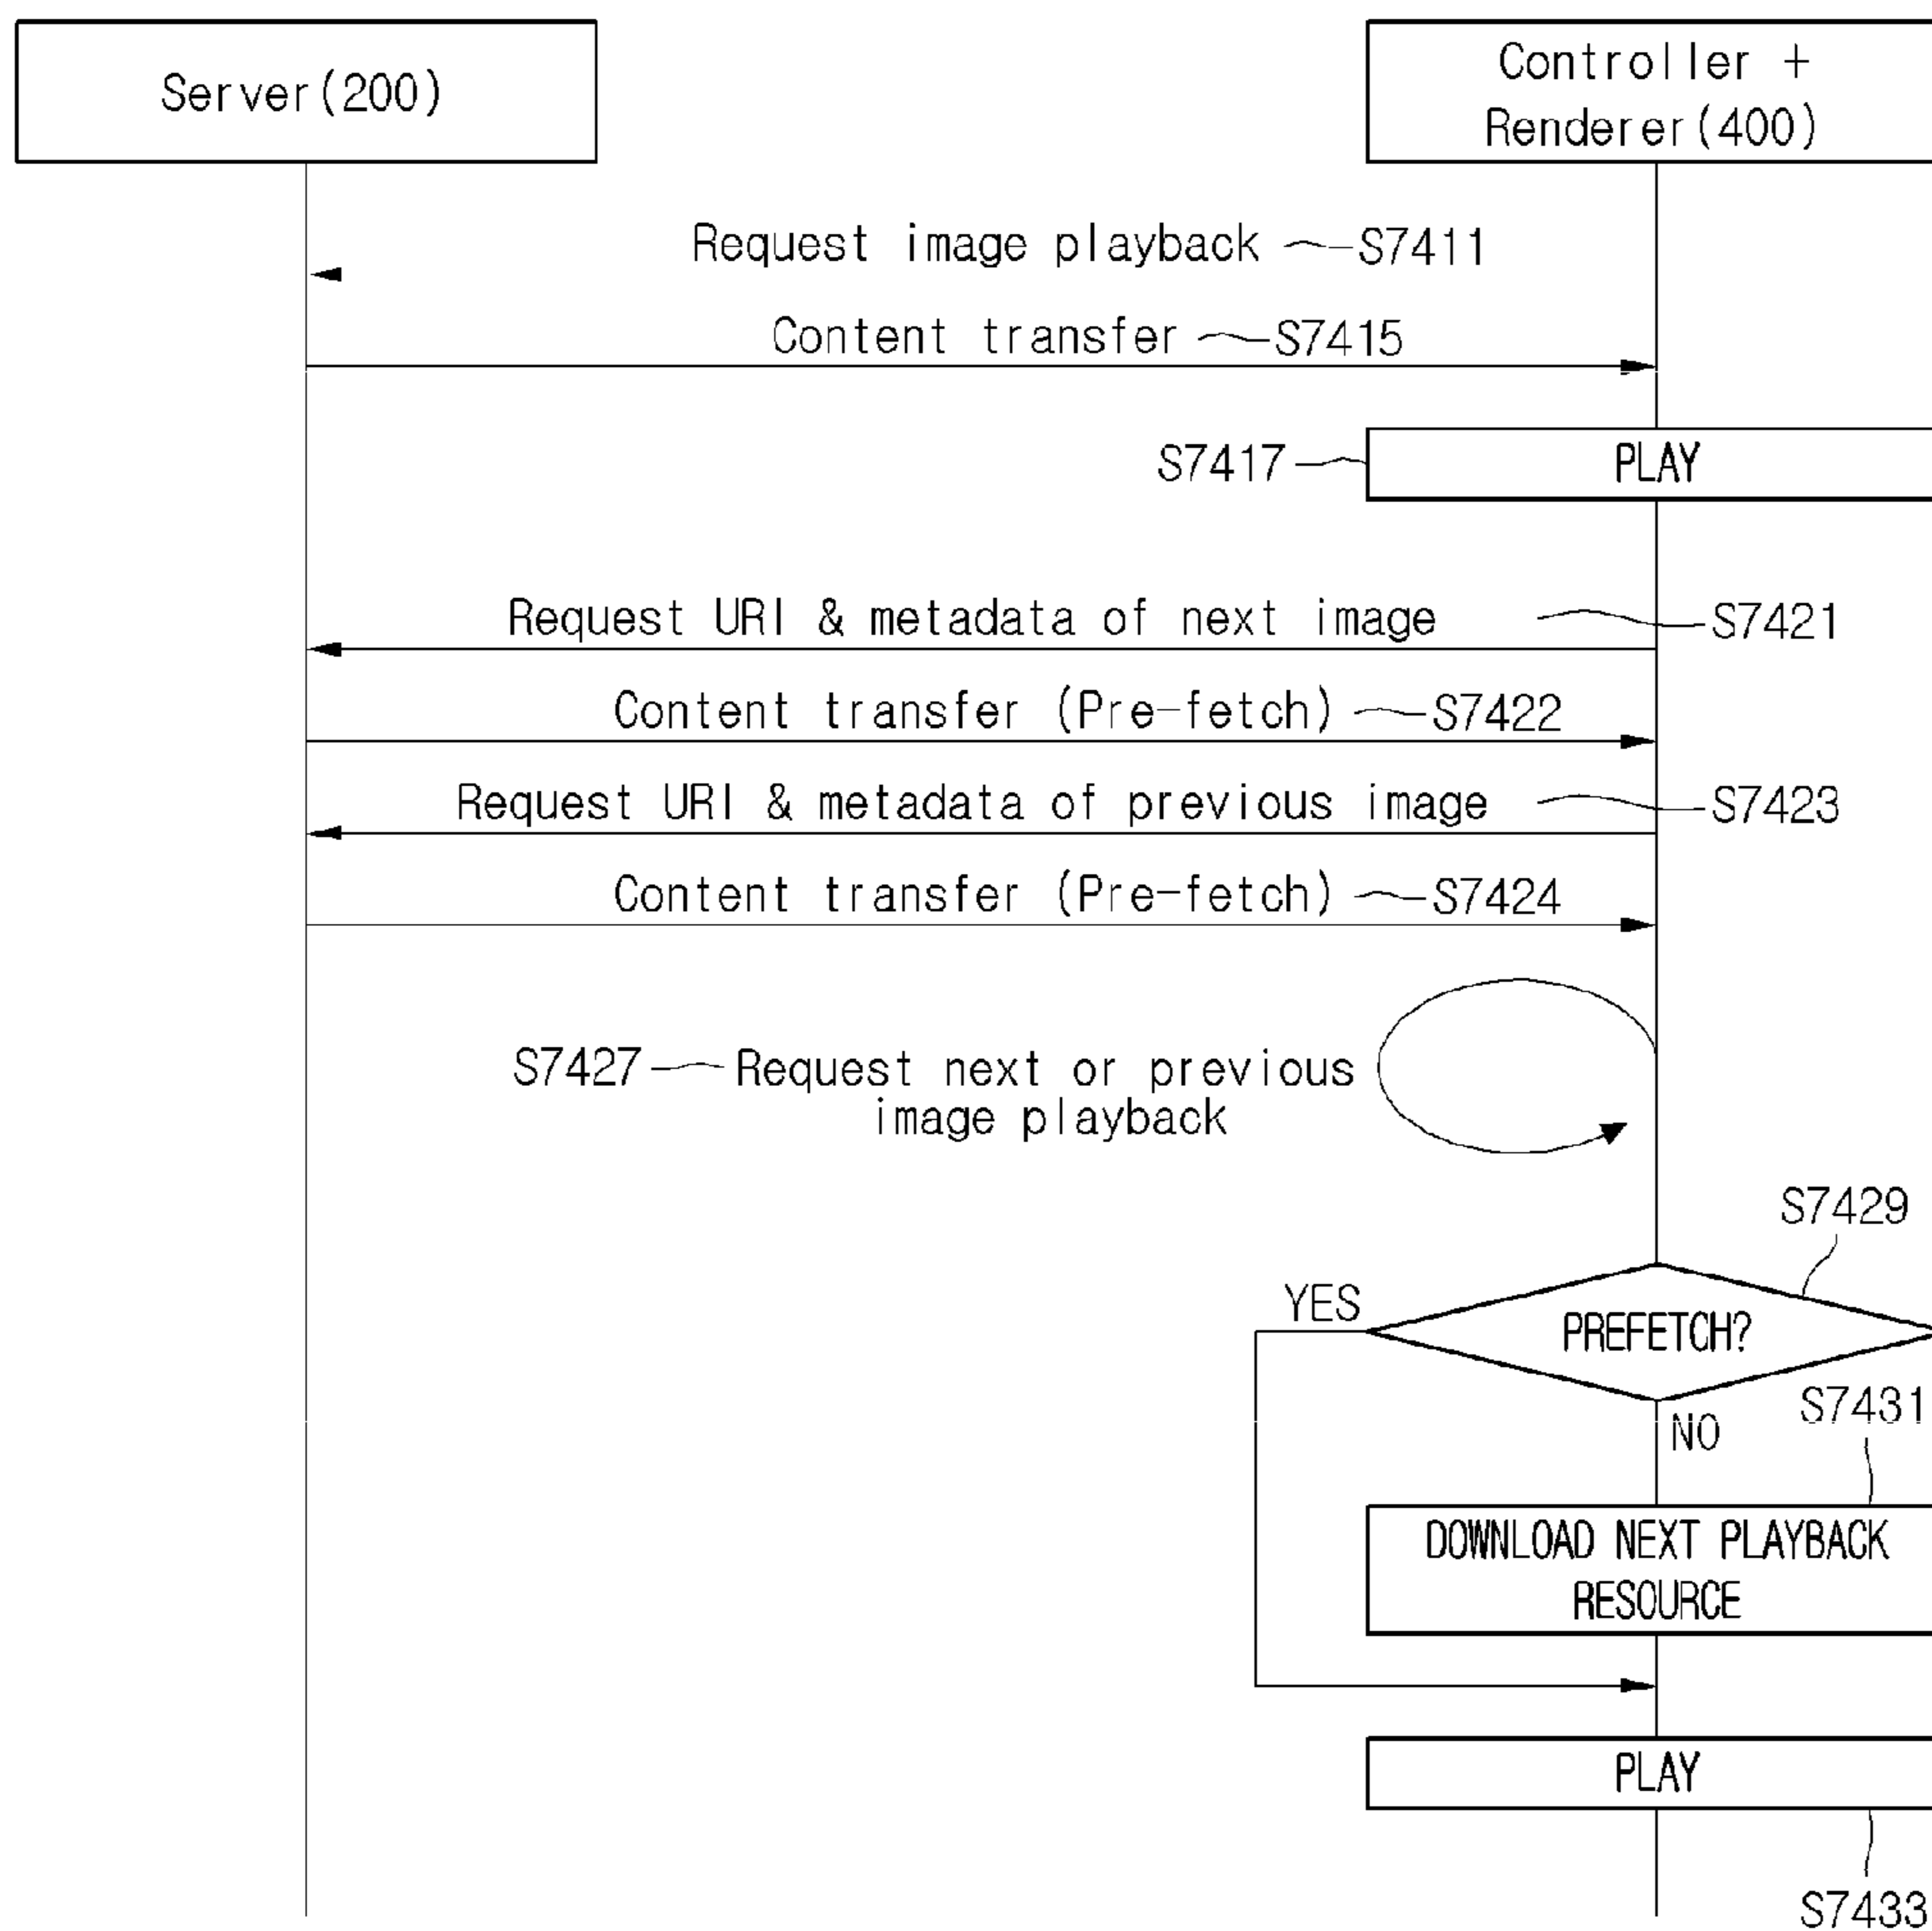 Server(200)
Controller +
Renderer(400)
Request image playback S7411
Content transfer S7415
S7417 PLAY
Request URI & metadata of next image S7421
Content transfer (Pre-fetch) S7422
Request URI & metadata of previous image S7423
Content transfer (Pre-fetch) S7424
S7427 Request next or previous
image playback
S7429
YES
PREFETCH?
S7431
NO
DOWNLOAD NEXT PLAYBACK
RESOURCE
PLAY
S7433